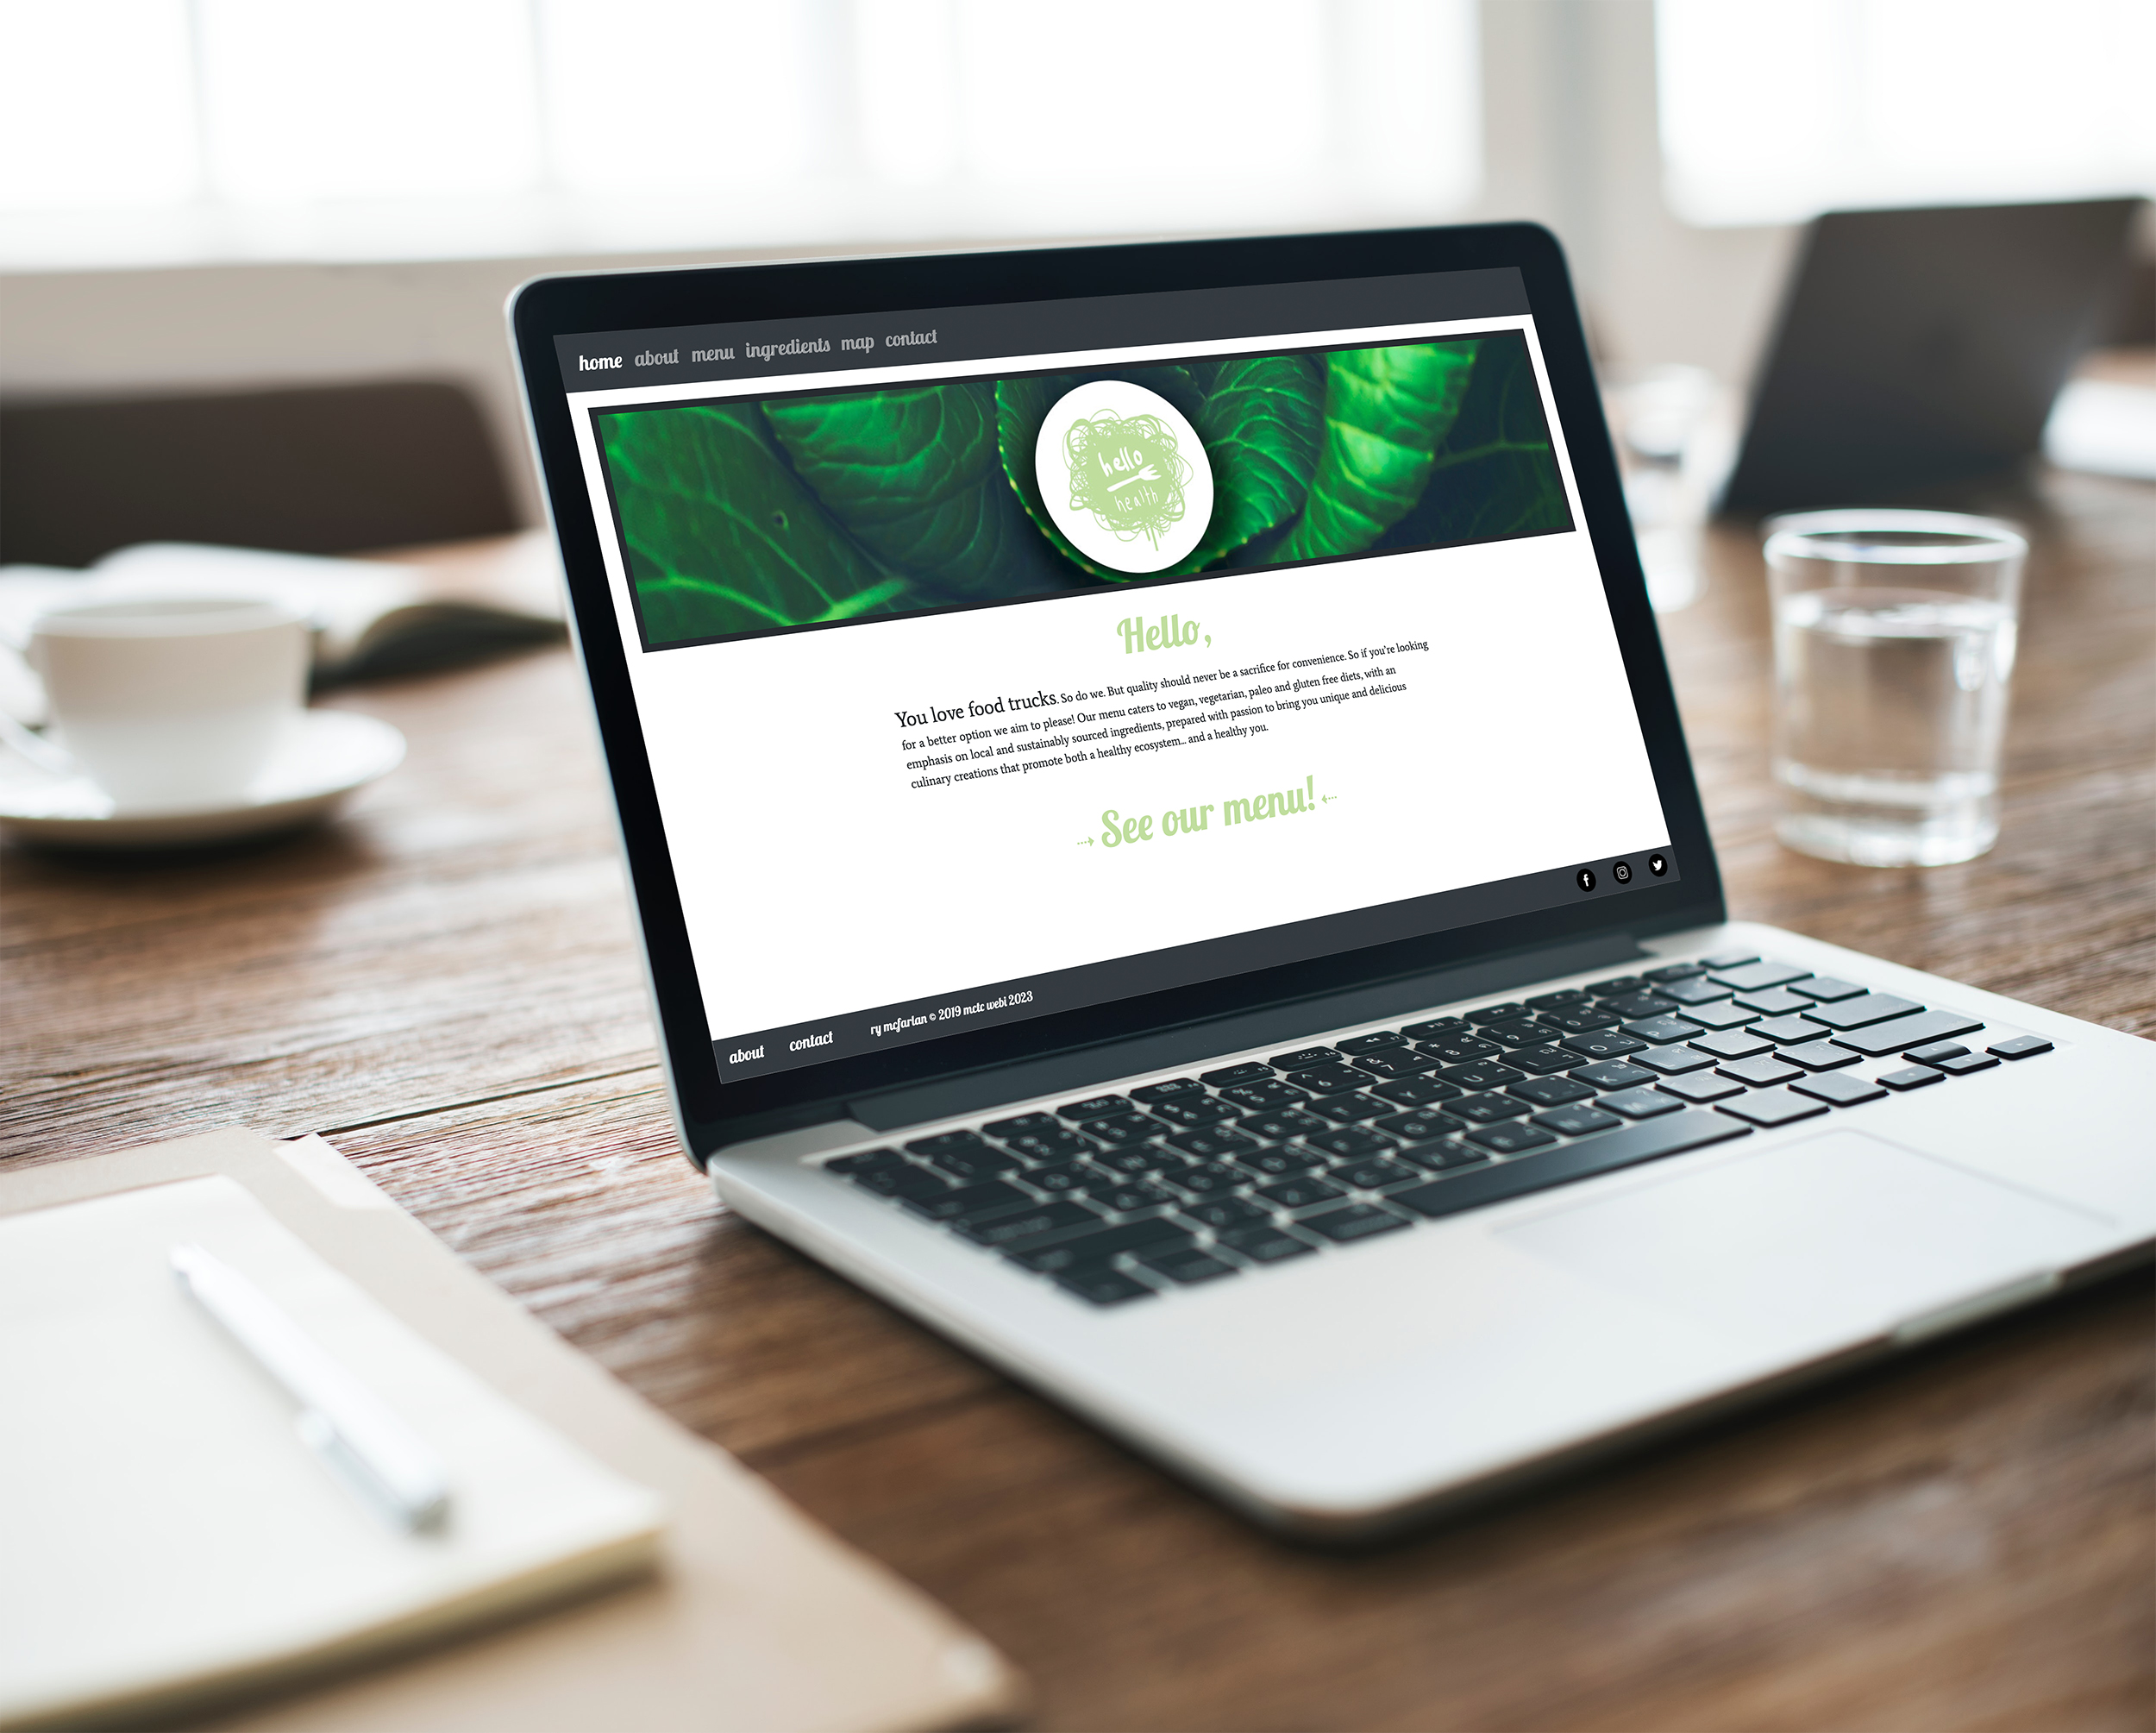 home about menu ingredients map contact
hello
health
Hello,
You love food trucks. So do we. But quality should never be a sacrifice for convenience. So if you're looking
for a better option we aim to please! Our menu caters to vegan, vegetarian, paleo and gluten free diets, with an
emphasis on local and sustainably sourced ingredients, prepared with passion to bring you unique and delicious
culinary creations that promote both a healthy ecosystem... and a healthy you.
See our menu!
about contact ry mcfarlan © 2019 mctc webi 2023